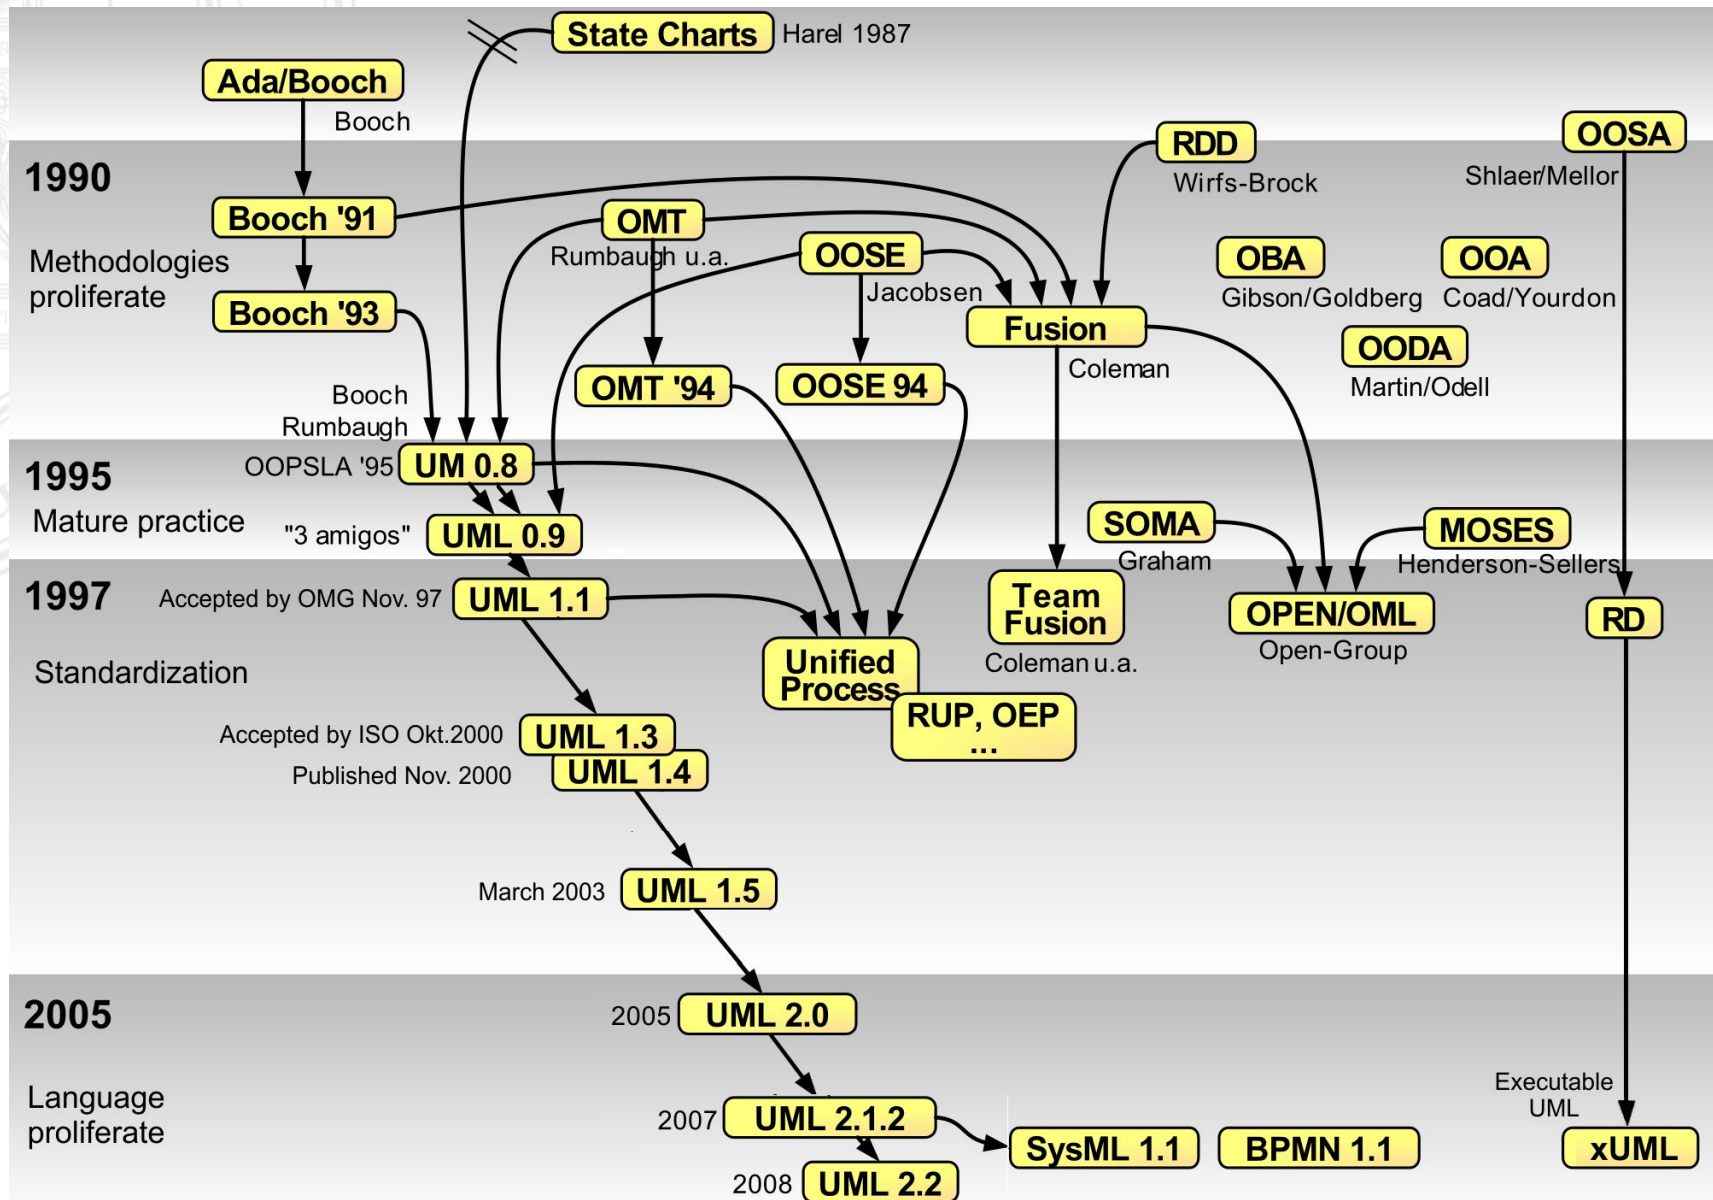 State Charts Harel 1987
Ada/Booch
Booch
RDD
Wirfs-Brock
OOSA
Shlaer/Mellor
1990
Methodologies
proliferate
Booch '91
OMT
Rumbaugh u.a.
OOSE
Jacobsen
OBA
Gibson/Goldberg
OOA
Coad/Yourdon
Booch '93
Fusion
Coleman
OODA
Martin/Odell
OMT '94
OOSE 94
Booch
Rumbaugh
1995
Mature practice
OOPSLA '95 UM 0.8
"3 amigos" UML 0.9
SOMA
Graham
MOSES
Henderson-Sellers
1997
Standardization
Accepted by OMG Nov. 97 UML 1.1
Team
Fusion
Coleman u.a.
OPEN/OML
Open-Group
RD
Unified
Process
RUP, OEP
...
Accepted by ISO Okt.2000 UML 1.3
Published Nov. 2000 UML 1.4
March 2003 UML 1.5
2005
Language
proliferate
2005 UML 2.0
2007 UML 2.1.2
2008 UML 2.2
SysML 1.1
BPMN 1.1
Executable
UML
xUML